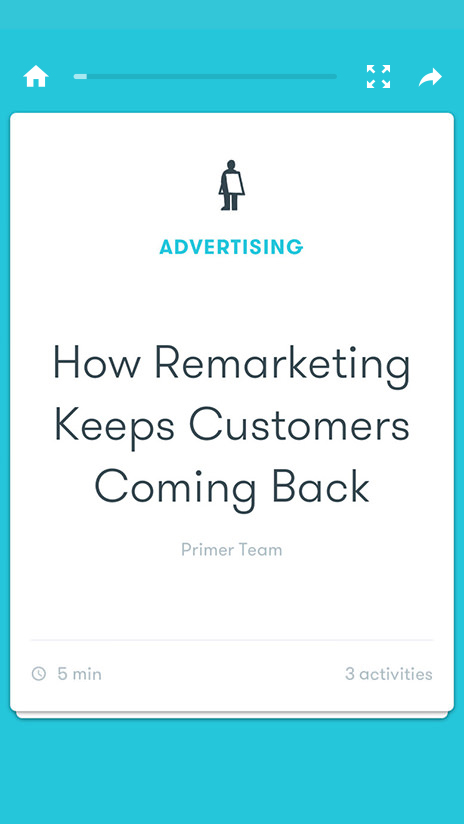 ADVERTISING
How Remarketing
Keeps Customers
Coming Back
Primer Team
5 min
3 activities